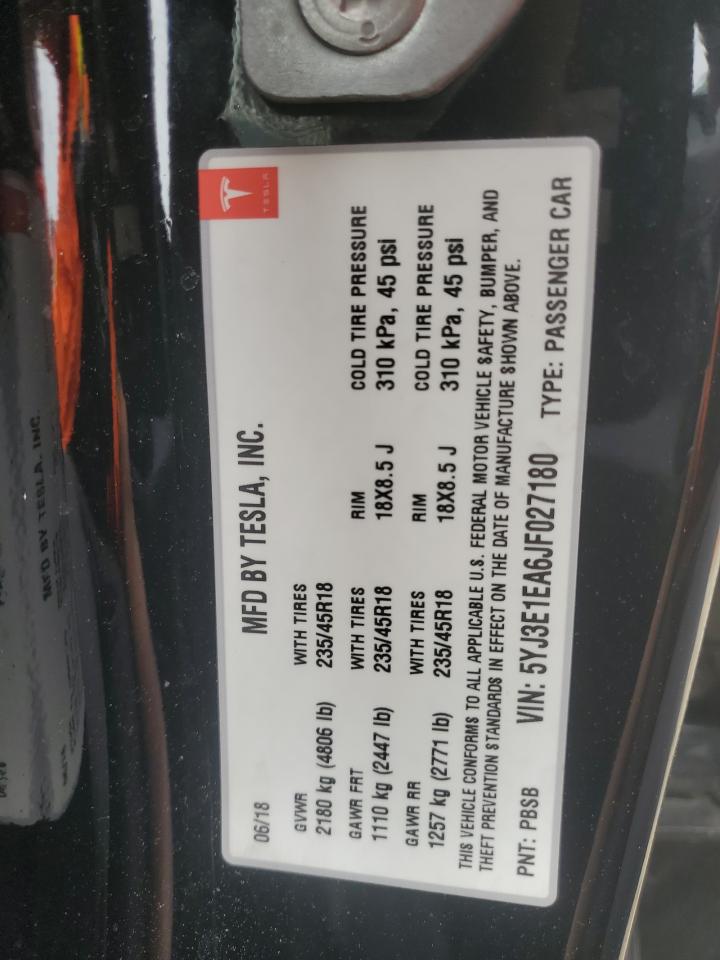 TESLA
MFD BY TESLA, INC.
06/18
GVWR WITH TIRES
2180 kg (4806 lb) 235/45R18
GAWR FRT WITH TIRES RIM COLD TIRE PRESSURE
1110 kg (2447 lb) 235/45R18 18X8.5 J 310 kPa, 45 psi
GAWR RR WITH TIRES RIM COLD TIRE PRESSURE
1257 kg (2771 lb) 235/45R18 18X8.5 J 310 kPa, 45 psi
THIS VEHICLE CONFORMS TO ALL APPLICABLE U.S. FEDERAL MOTOR VEHICLE SAFETY, BUMPER, AND
THEFT PREVENTION STANDARDS IN EFFECT ON THE DATE OF MANUFACTURE SHOWN ABOVE.
PNT: PBSB VIN: 5YJ3E1EA6JF027180 TYPE: PASSENGER CAR
MFD BY TESLA, INC.